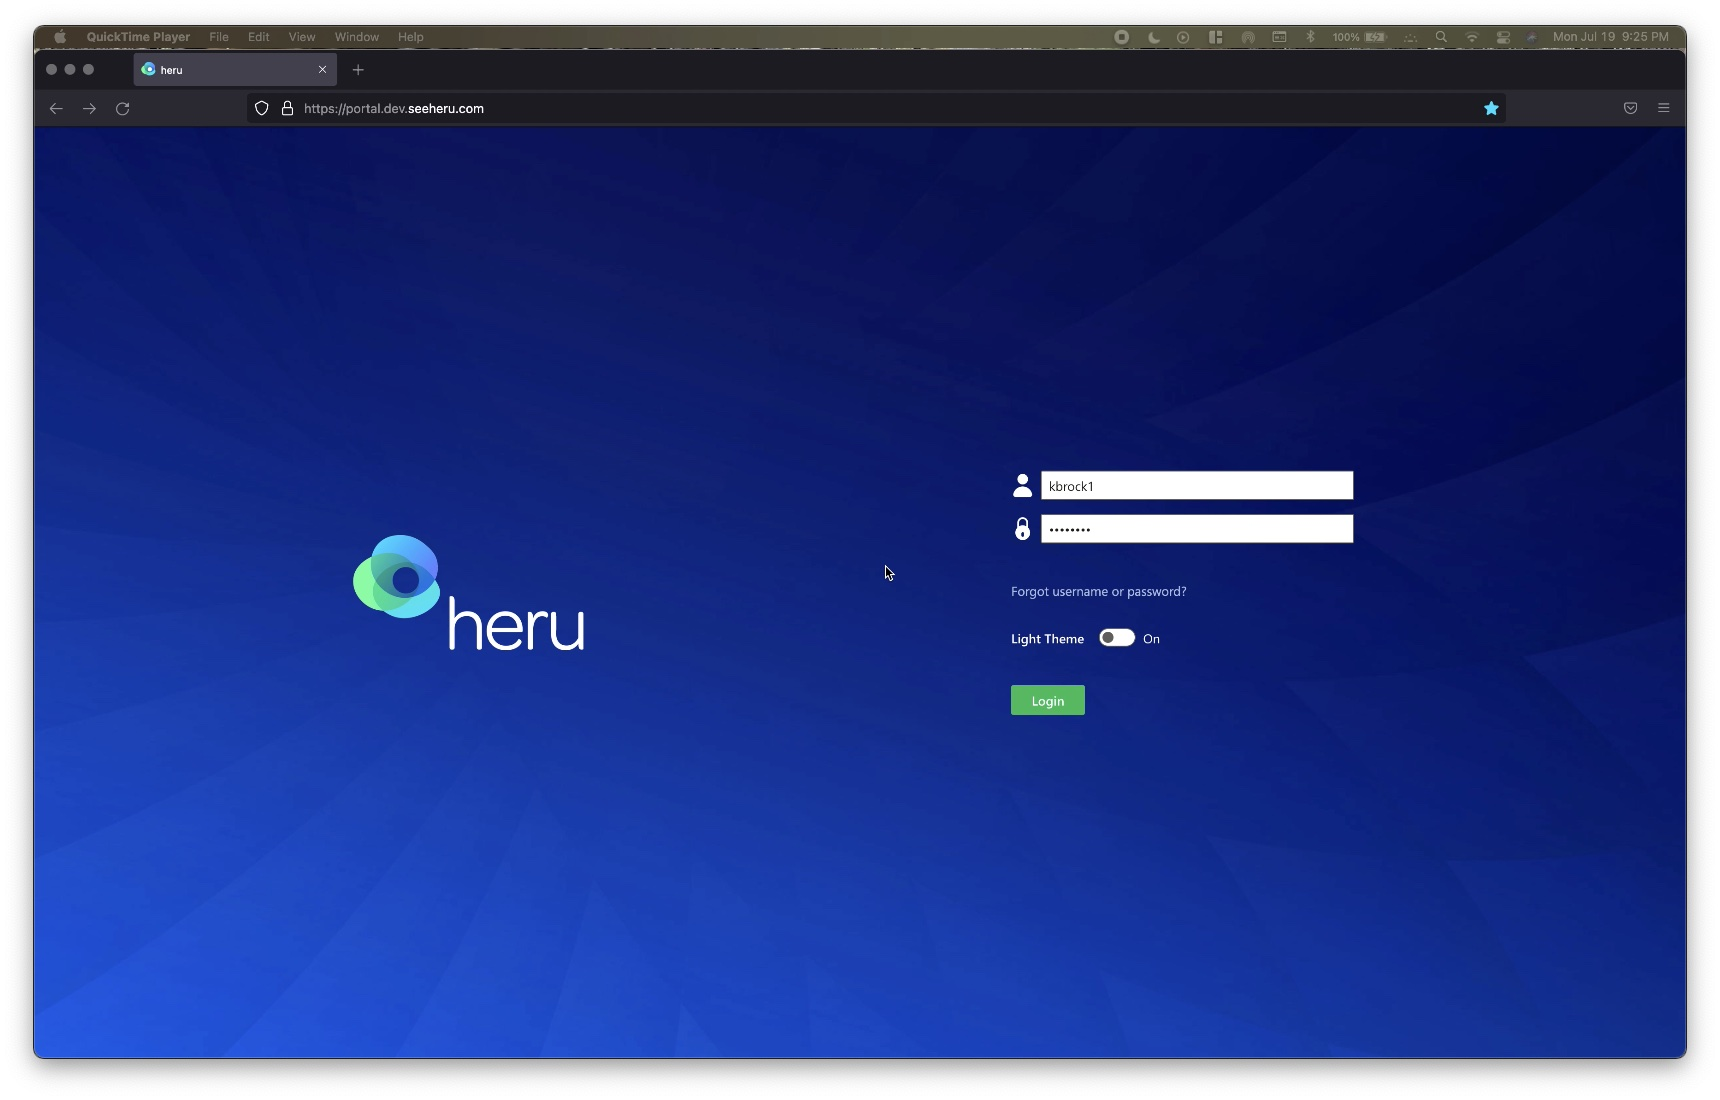 QuickTime Player File Edit View Window Help 100% Mon Jul 19 9:25 PM
heru
https://portal.dev.seeheru.com
kbrock1
••••••••
Forgot username or password?
heru
Light Theme On
Login